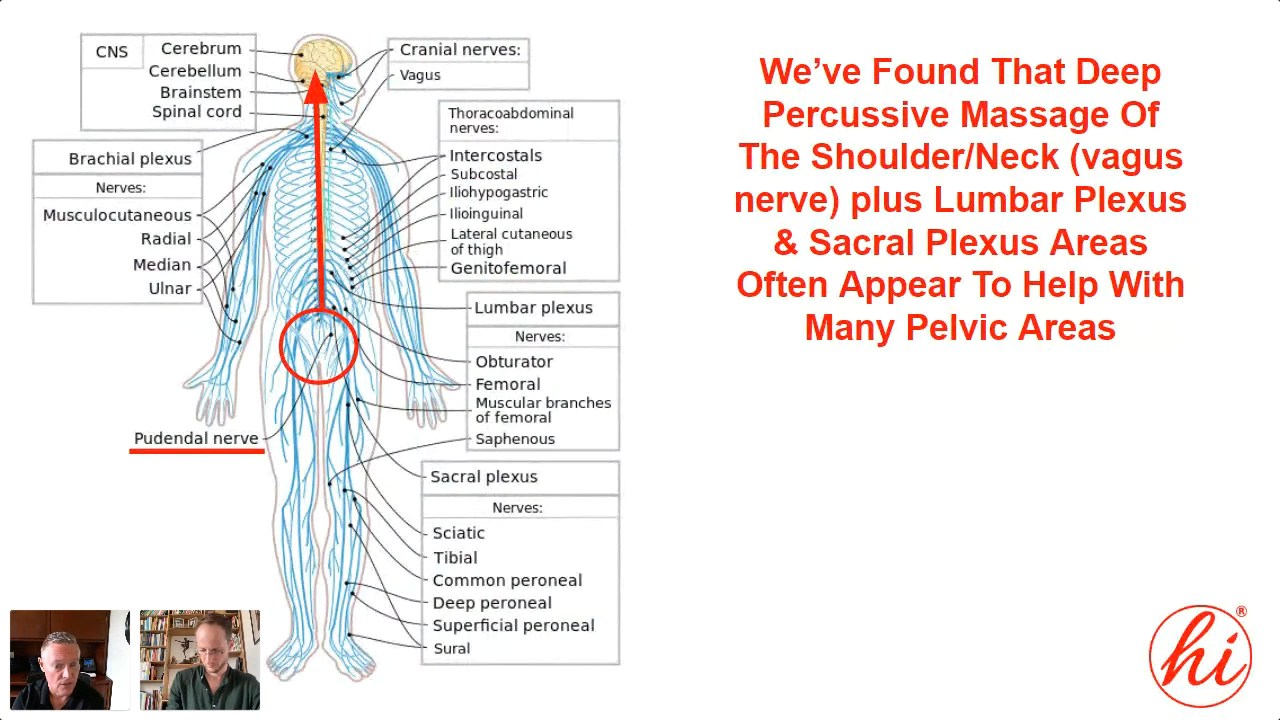 CNS
Cerebrum
Cerebellum
Brainstem
Spinal cord
Brachial plexus
Nerves:
Musculocutaneous
Radial
Median
Ulnar
Pudendal nerve
Cranial nerves:
Vagus
Thoracoabdominal
nerves:
Intercostals
Subcostal
Iliohypogastric
Ilioinguinal
Lateral cutaneous
of thigh
Genitofemoral
Lumbar plexus
Nerves:
Obturator
Femoral
Muscular branches
of femoral
Saphenous
Sacral plexus
Nerves:
Sciatic
Tibial
Common peroneal
Deep peroneal
Superficial peroneal
Sural
We’ve Found That Deep
Percussive Massage Of
The Shoulder/Neck (vagus
nerve) plus Lumbar Plexus
& Sacral Plexus Areas
Often Appear To Help With
Many Pelvic Areas
hi®